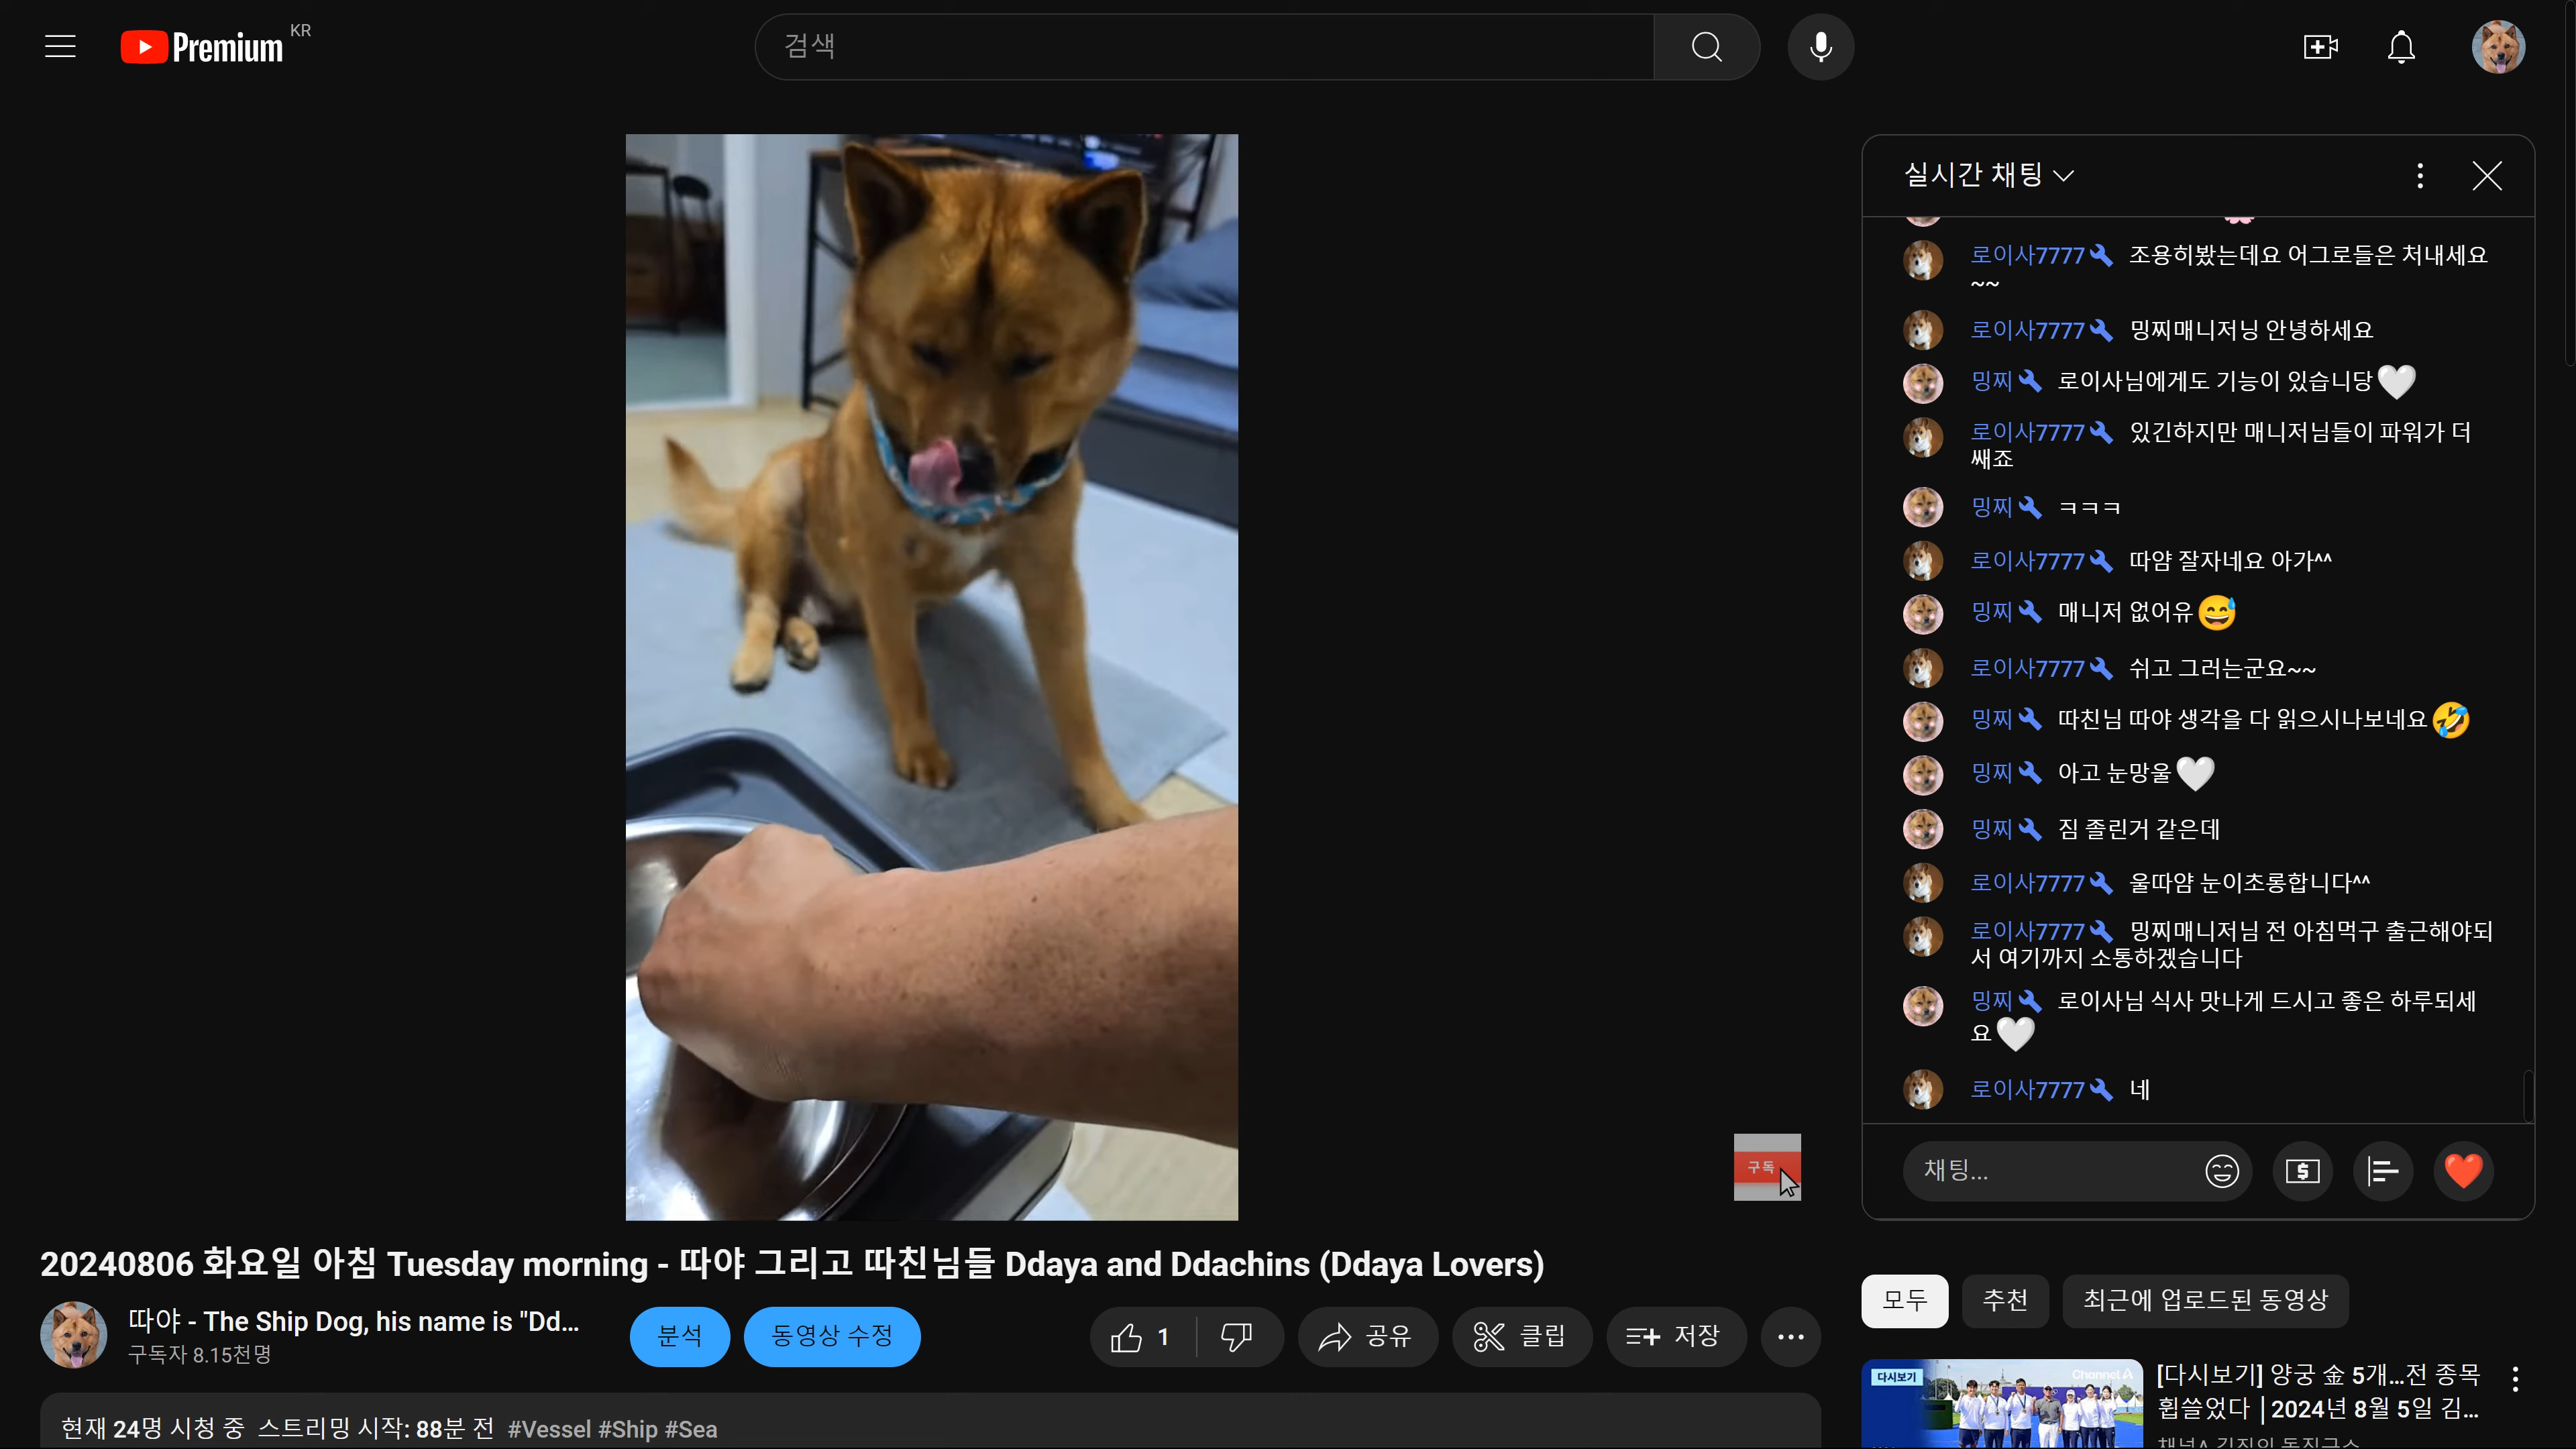 Premium KR
검색
실시간 채팅
로이사7777 조용히봤는데요 어그로들은 처내세요
~~
로이사7777 밍찌매니저닝 안녕하세요
밍찌 로이사님에게도 기능이 있습니당🤍
로이사7777 있긴하지만 매니저님들이 파워가 더
쌔죠
밍찌 ㅋㅋㅋ
로이사7777 따얌 잘자네요 아가^^
밍찌 매니저 없어유😅
로이사7777 쉬고 그러는군요~~
밍찌 따친님 따야 생각을 다 읽으시나보네요🤣
밍찌 아고 눈망울🤍
밍찌 짐 졸린거 같은데
로이사7777 울따얌 눈이초롱합니다^^
로이사7777 밍찌매니저님 전 아침먹구 출근해야되
서 여기까지 소통하겠습니다
밍찌 로이사님 식사 맛나게 드시고 좋은 하루되세
요🤍
로이사7777 네
채팅...
구독
20240806 화요일 아침 Tuesday morning - 따야 그리고 따친님들 Ddaya and Ddachins (Ddaya Lovers)
따야 - The Ship Dog, his name is "Dd...
구독자 8.15천명
분석
동영상 수정
1
공유
클립
저장
현재 24명 시청 중 스트리밍 시작: 88분 전 #Vessel #Ship #Sea
모두
추천
최근에 업로드된 동영상
다시보기
Channel A
[다시보기] 양궁 金 5개...전 종목
휩쓸었다 | 2024년 8월 5일 김...